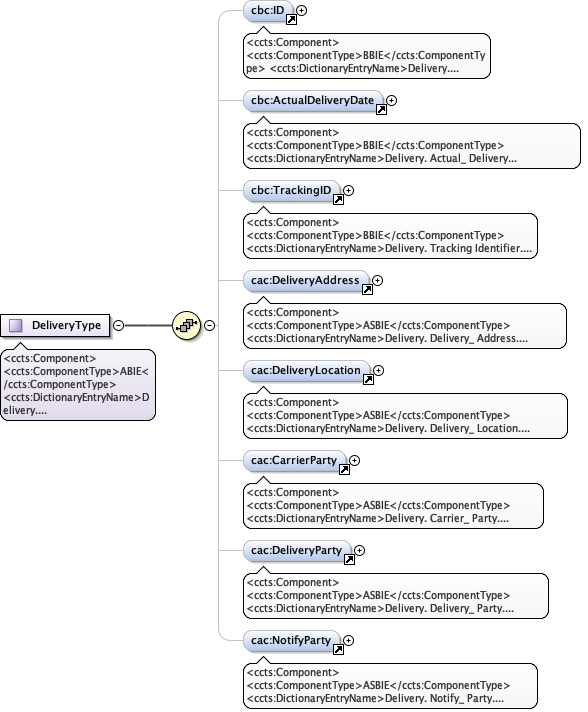 cbc:ID
<ccts:Component>
<ccts:ComponentType>BBIE</ccts:ComponentTy
pe> <ccts:DictionaryEntryName>Delivery....
cbc:ActualDeliveryDate
<ccts:Component>
<ccts:ComponentType>BBIE</ccts:ComponentType>
<ccts:DictionaryEntryName>Delivery. Actual_ Delivery...
cbc:TrackingID
<ccts:Component>
<ccts:ComponentType>BBIE</ccts:ComponentType>
<ccts:DictionaryEntryName>Delivery. Tracking Identifier....
cac:DeliveryAddress
<ccts:Component>
<ccts:ComponentType>ASBIE</ccts:ComponentType>
<ccts:DictionaryEntryName>Delivery. Delivery_ Address....
DeliveryType
<ccts:Component>
<ccts:ComponentType>ABIE<
/ccts:ComponentType>
<ccts:DictionaryEntryName>D
elivery....
cac:DeliveryLocation
<ccts:Component>
<ccts:ComponentType>ASBIE</ccts:ComponentType>
<ccts:DictionaryEntryName>Delivery. Delivery_ Location....
cac:CarrierParty
<ccts:Component>
<ccts:ComponentType>ASBIE</ccts:ComponentType>
<ccts:DictionaryEntryName>Delivery. Carrier_ Party....
cac:DeliveryParty
<ccts:Component>
<ccts:ComponentType>ASBIE</ccts:ComponentType>
<ccts:DictionaryEntryName>Delivery. Delivery_ Party....
cac:NotifyParty
<ccts:Component>
<ccts:ComponentType>ASBIE</ccts:ComponentType>
<ccts:DictionaryEntryName>Delivery. Notify_ Party....